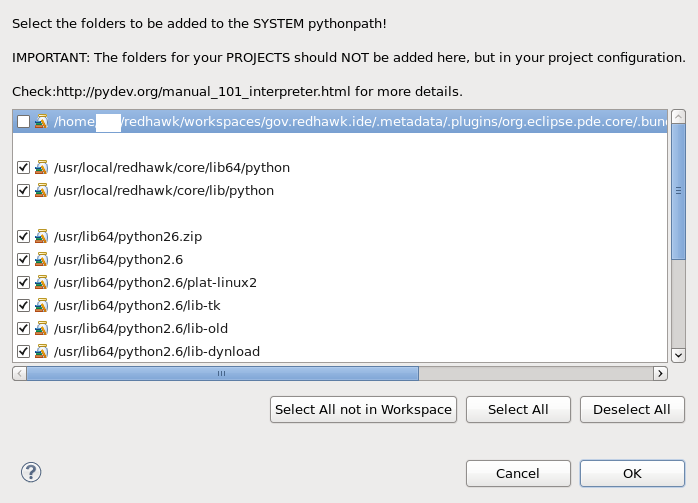 Select the folders to be added to the SYSTEM pythonpath!
IMPORTANT: The folders for your PROJECTS should NOT be added here, but in your project configuration.
Check:http://pydev.org/manual_101_interpreter.html for more details.
/home /redhawk/workspaces/gov.redhawk.ide/.metadata/.plugins/org.eclipse.pde.core/.bun
/usr/local/redhawk/core/lib64/python
/usr/local/redhawk/core/lib/python
/usr/lib64/python26.zip
/usr/lib64/python2.6
/usr/lib64/python2.6/plat-linux2
/usr/lib64/python2.6/lib-tk
/usr/lib64/python2.6/lib-old
/usr/lib64/python2.6/lib-dynload
Select All not in Workspace Select All Deselect All
? Cancel OK